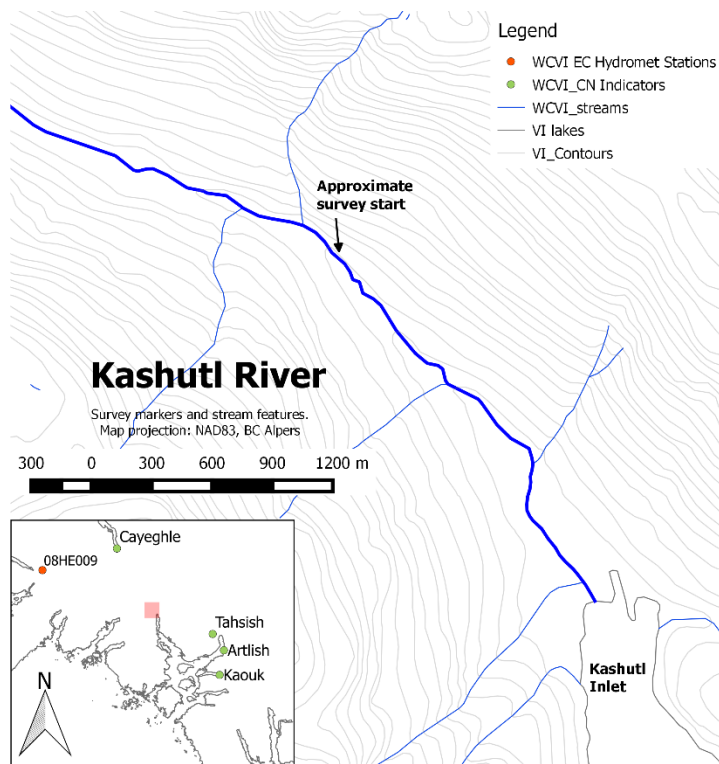 Legend
WCVI EC Hydromet Stations
WCVI_CN Indicators
WCVI_streams
VI lakes
VI_Contours
Approximate
survey start
Kashutl River
Survey markers and stream features.
Map projection: NAD83, BC Alpers
300 0 300 600 900 1200 m
Cayeghle
08HE009
Tahsish
Artlish
Kaouk
N
Kashutl
Inlet